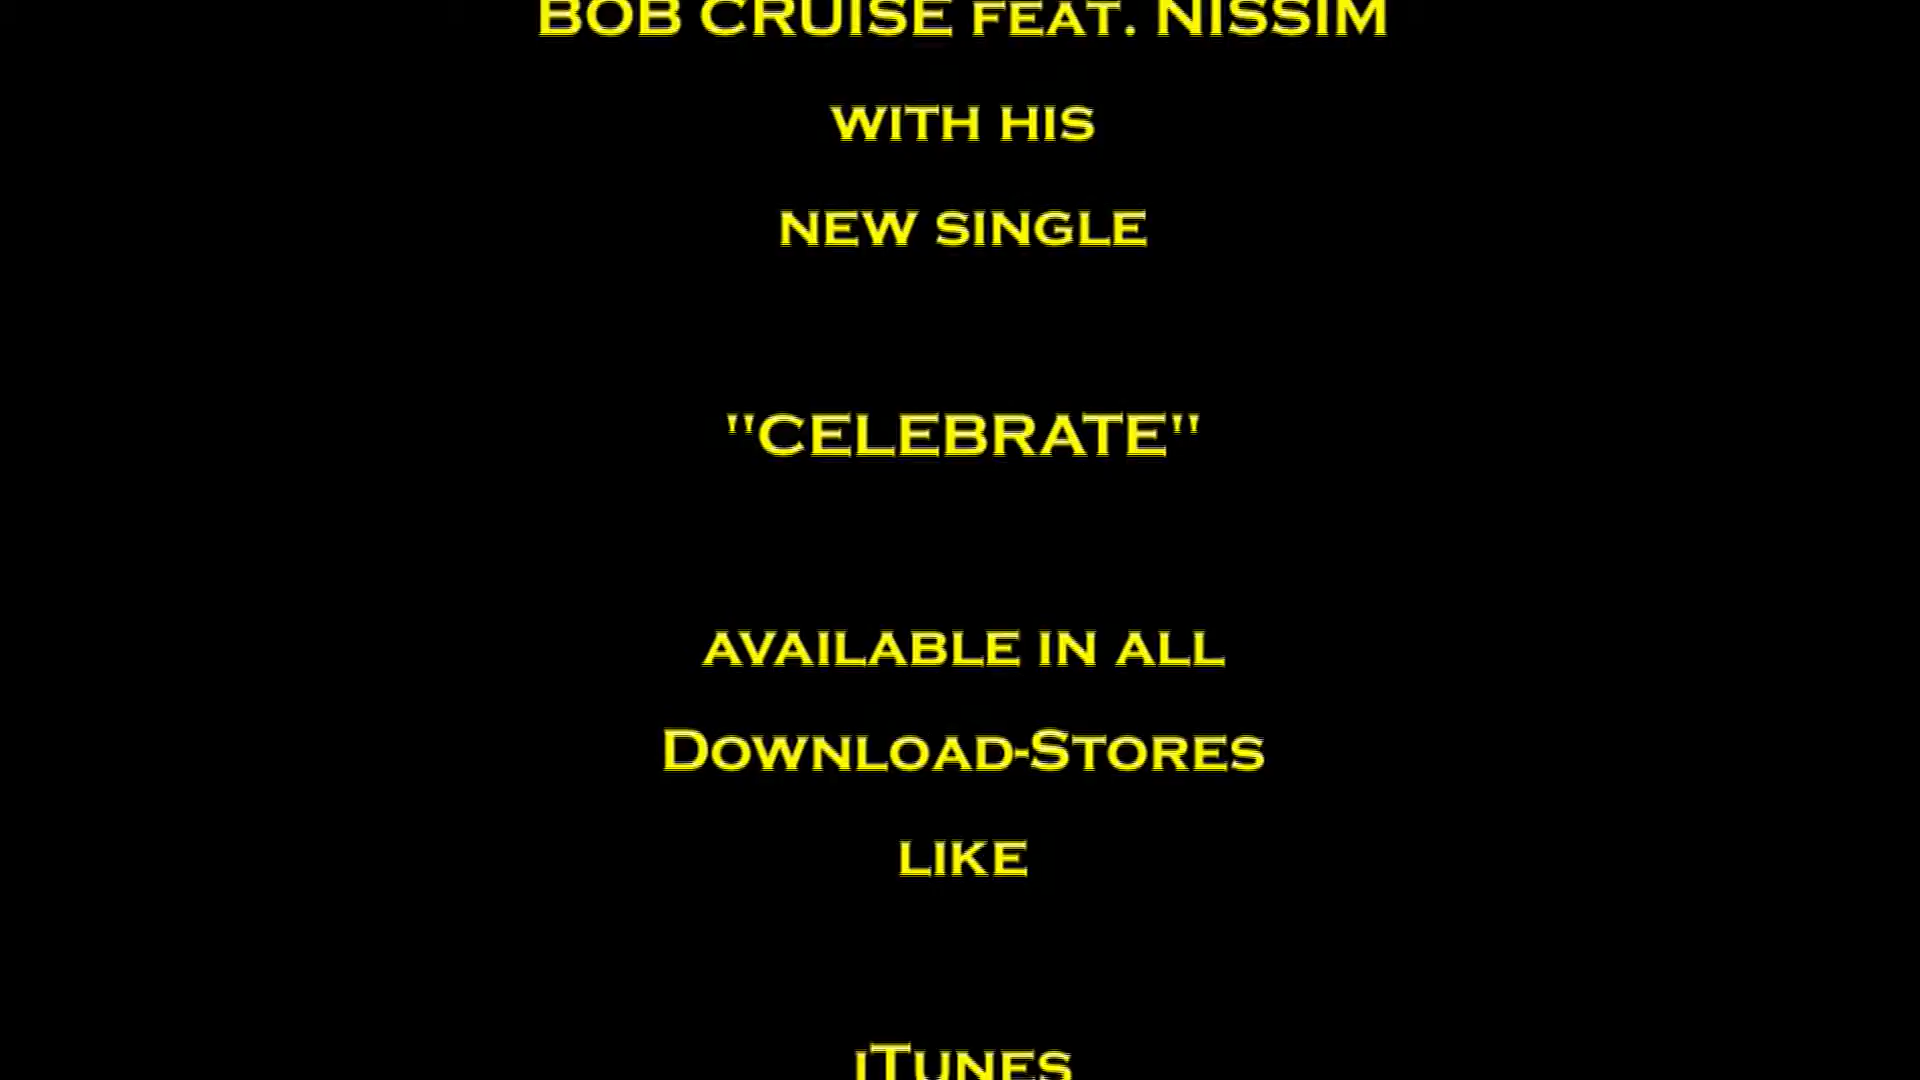 BOB CRUISE FEAT. NISSIM
WITH HIS
NEW SINGLE
"CELEBRATE"
AVAILABLE IN ALL
DOWNLOAD-STORES
LIKE
ITUNES